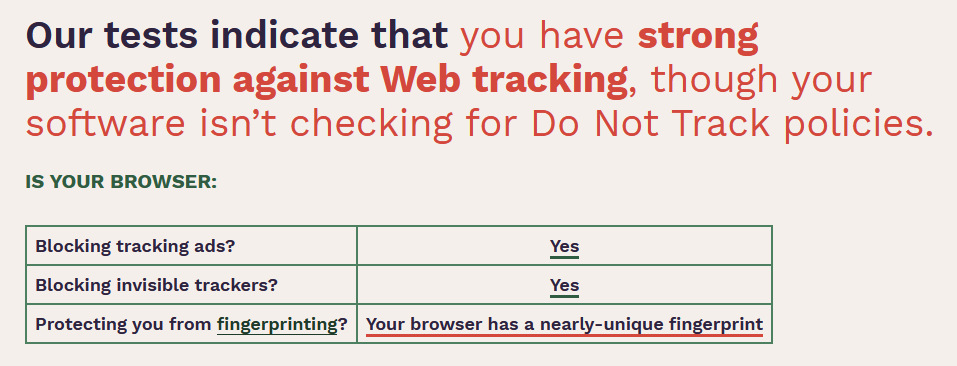 Our tests indicate that you have strong
protection against Web tracking, though your
software isn’t checking for Do Not Track policies.
IS YOUR BROWSER:
Blocking tracking ads? Yes
Blocking invisible trackers? Yes
Protecting you from fingerprinting? Your browser has a nearly-unique fingerprint